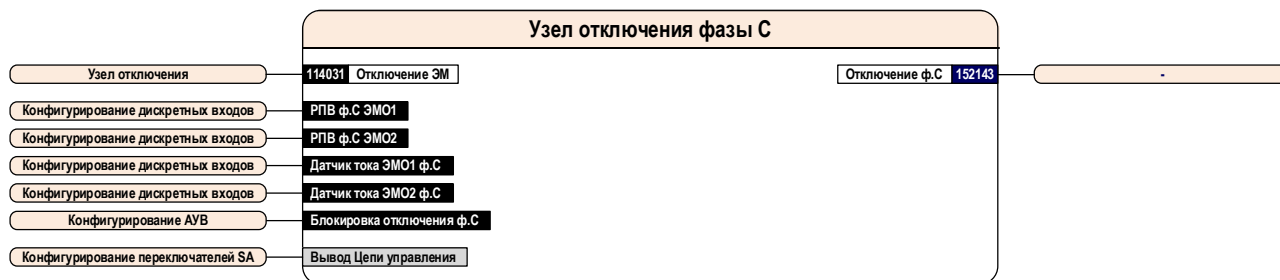 Узел отключения фазы С
Узел отключения 114031 Отключение ЭМ Отключение ф.С 152143 -
Конфигурирование дискретных входов РПВ ф.С ЭМО1
Конфигурирование дискретных входов РПВ ф.С ЭМО2
Конфигурирование дискретных входов Датчик тока ЭМО1 ф.С
Конфигурирование дискретных входов Датчик тока ЭМО2 ф.С
Конфигурирование АУВ Блокировка отключения ф.С
Конфигурирование переключателей SA Вывод Цепи управления